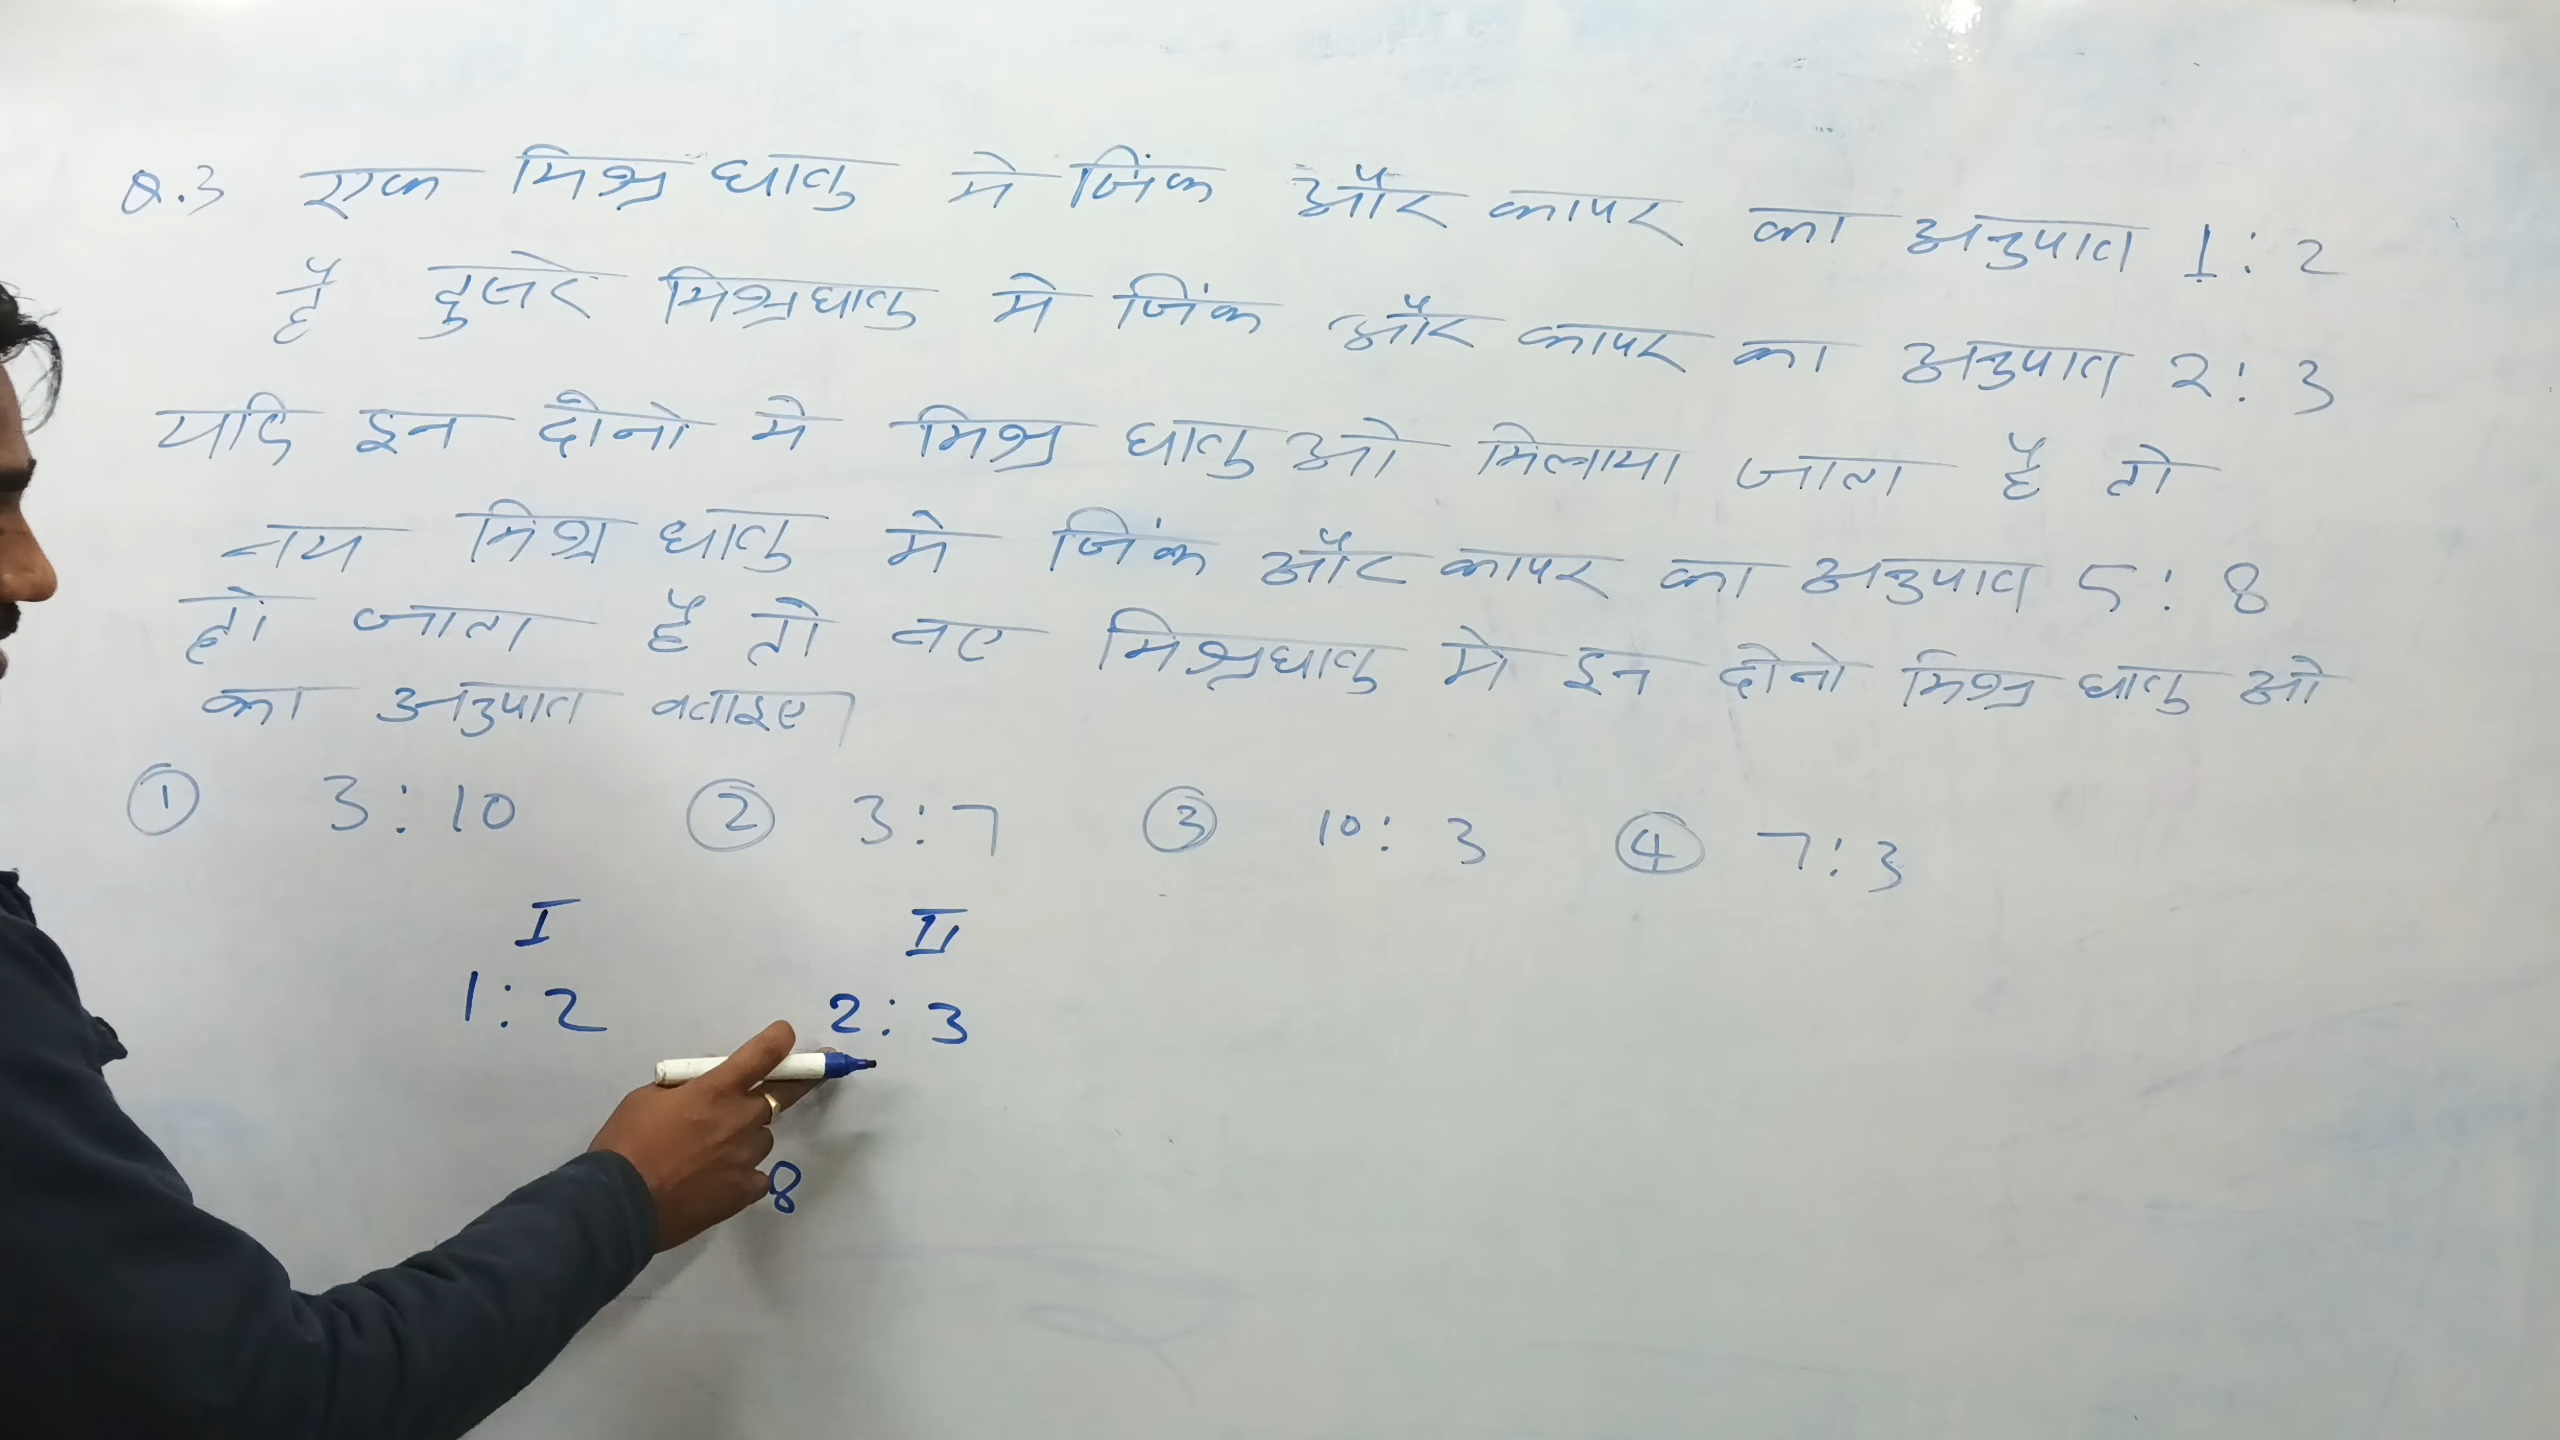 Q.3 एक मिश्र धातु मे जिंक और कापर का अनुपात 1 : 2
है दुसरे मिश्रधातु मे जिंक और कापर का अनुपात 2 : 3
यदि इन दोनो मे मिश्र धातु ओ मिलाया जाता है तो
नय मिश्र धातु मे जिंक और कापर का अनुपात 5 : 8
हो जाता है तो नए मिश्रधातु मे इन दोनो मिश्र धातु ओ
का अनुपात बताइए।
① 3 : 10 ② 3 : 7 ③ 10 : 3 ④ 7 : 3
I II
1 : 2 2 : 3
8